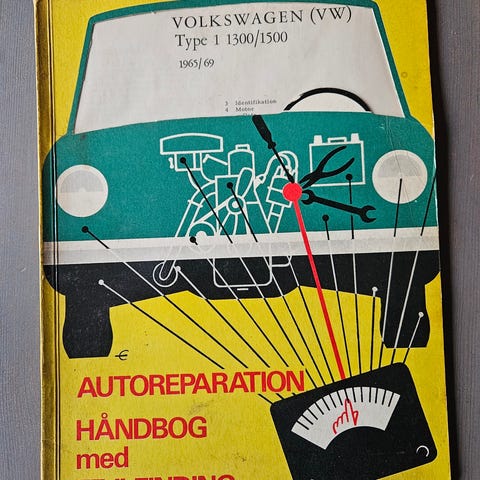 VOLKSWAGEN (VW)
Type 1 1300/1500
1965/69
3 Identifikation
4 Motor
AUTOREPARATION
HÅNDBOG
med